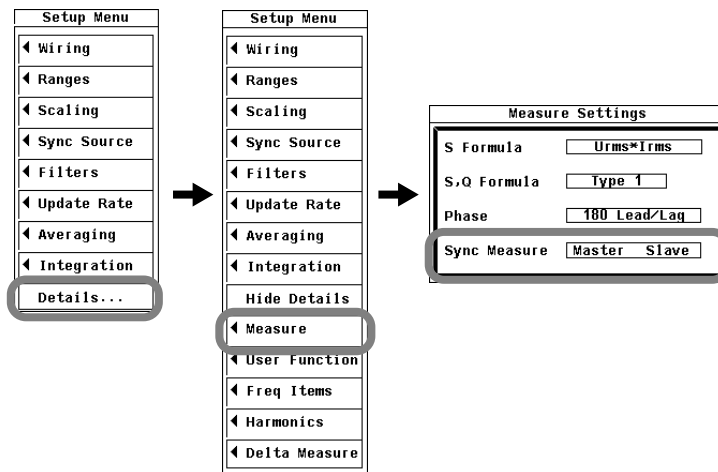 Setup Menu
Wiring
Ranges
Scaling
Sync Source
Filters
Update Rate
Averaging
Integration
Details...
Setup Menu
Wiring
Ranges
Scaling
Sync Source
Filters
Update Rate
Averaging
Integration
Hide Details
Measure
User Function
Freq Items
Harmonics
Delta Measure
Measure Settings
S Formula Urms*Irms
S,Q Formula Type 1
Phase 180 Lead/Lag
Sync Measure Master Slave